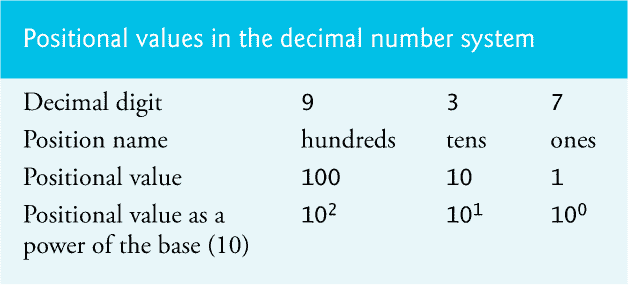 Positional values in the decimal number system
Decimal digit 9 3 7
Position name hundreds tens ones
Positional value 100 10 1
Positional value as a 10² 10¹ 10⁰
power of the base (10)